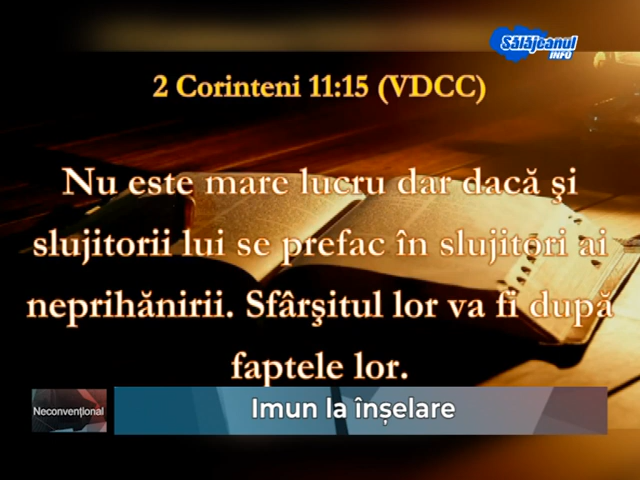 Sălăjeanul
INFO
2 Corinteni 11:15 (VDCC)
Nu este mare lucru dar dacă şi
slujitorii lui se prefac în slujitori ai
neprihănirii. Sfârşitul lor va fi după
faptele lor.
Neconvențional
Imun la înșelare